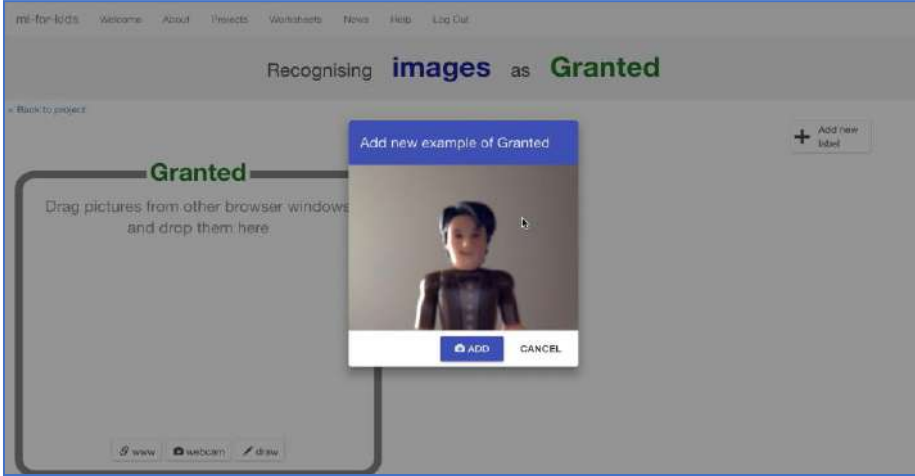 ml-for-kids Welcome About Projects Worksheets News Help Log Out
Recognising images as Granted
« Back to project
Add new example of Granted
Add new
label
Granted
Drag pictures from other browser windows
and drop them here
ADD CANCEL
www webcam draw